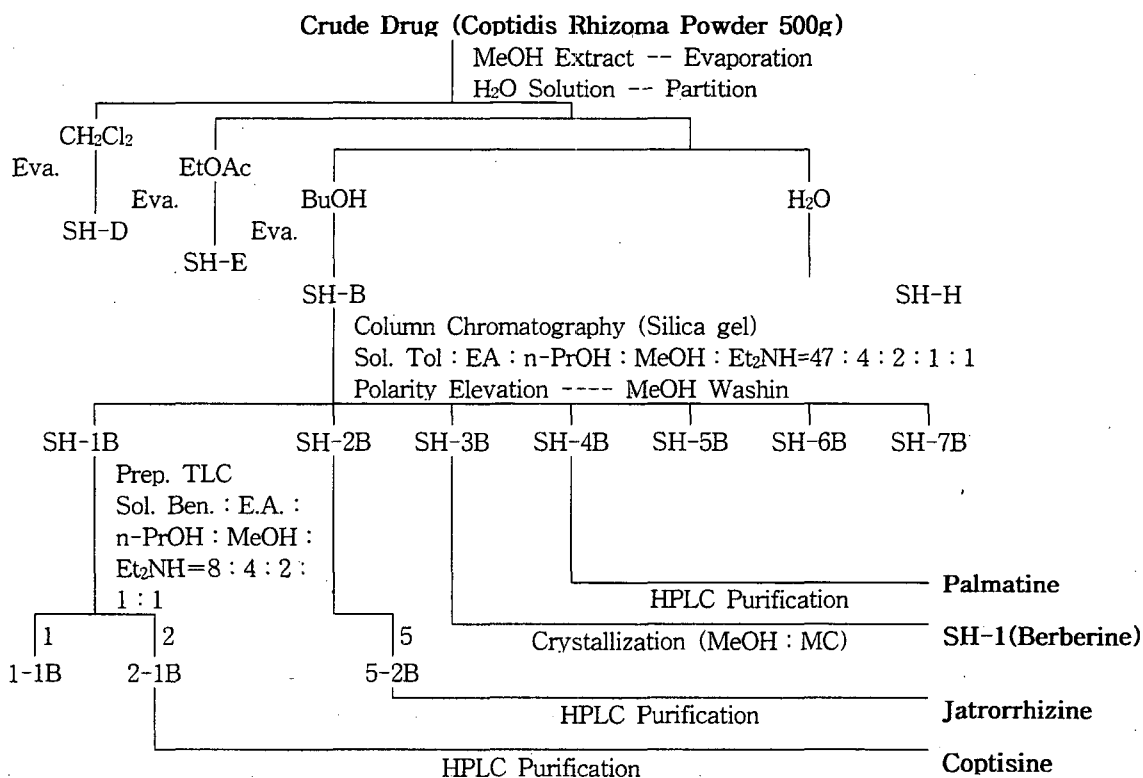 Crude Drug (Coptidis Rhizoma Powder 500g)
MeOH Extract -- Evaporation
H₂O Solution -- Partition
CH₂Cl₂
Eva.
EtOAc
Eva.
BuOH
H₂O
SH-D
Eva.
SH-E
SH-B
SH-H
Column Chromatography (Silica gel)
Sol. Tol : EA : n-PrOH : MeOH : Et₂NH=47 : 4 : 2 : 1 : 1
Polarity Elevation ---- MeOH Washin
SH-1B SH-2B SH-3B SH-4B SH-5B SH-6B SH-7B
Prep. TLC
Sol. Ben. : E.A. :
n-PrOH : MeOH :
Et₂NH=8 : 4 : 2 :
1 : 1
Palmatine
HPLC Purification
1 2 5
Crystallization (MeOH : MC)
SH-1(Berberine)
1-1B 2-1B 5-2B
HPLC Purification
Jatrorrhizine
HPLC Purification
Coptisine